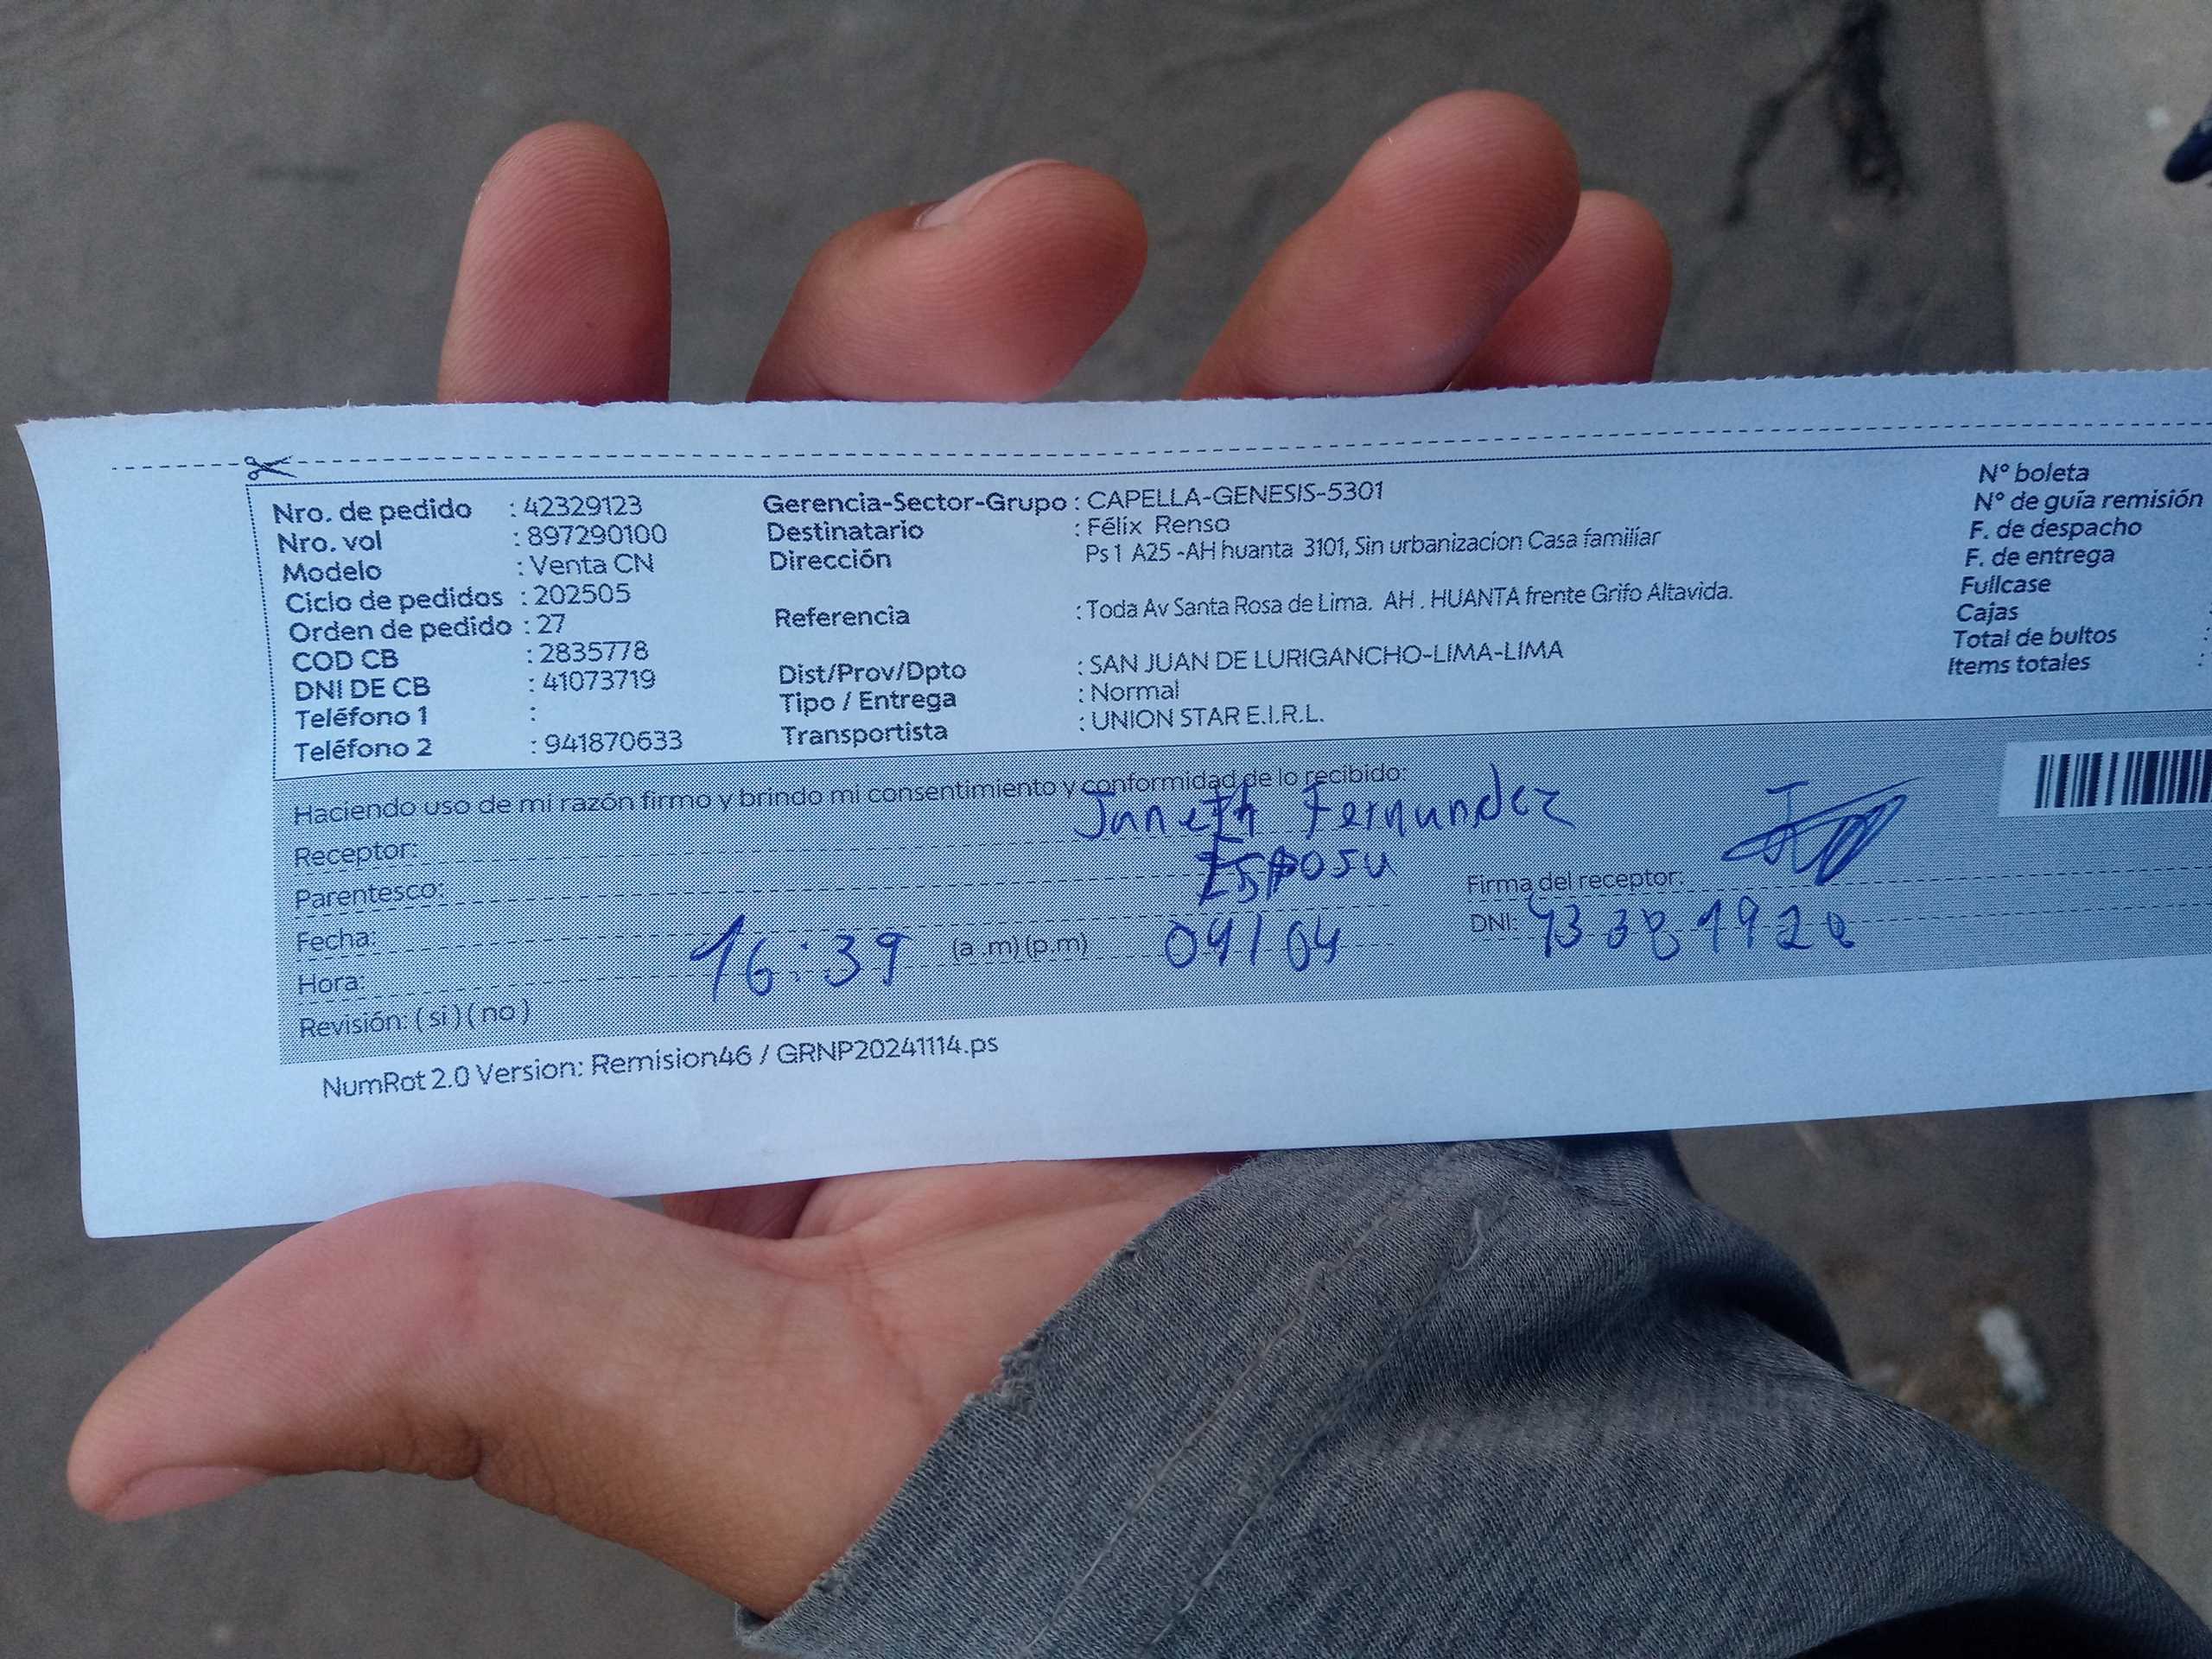 Nro. de pedido : 42329123
Nro. vol : 897290100
Modelo : Venta CN
Ciclo de pedidos : 202505
Orden de pedido : 27
COD CB : 2835778
DNI DE CB : 41073719
Teléfono 1 :
Teléfono 2 : 941870633
Gerencia-Sector-Grupo : CAPELLA-GENESIS-5301
Destinatario : Félix Renso
Dirección Ps 1 A25 -AH huanta 3101, Sin urbanizacion Casa familiar
Referencia : Toda Av Santa Rosa de Lima. AH . HUANTA frente Grifo Altavida.
Dist/Prov/Dpto : SAN JUAN DE LURIGANCHO-LIMA-LIMA
Tipo / Entrega : Normal
Transportista : UNION STAR E.I.R.L.
N° boleta
N° de guía remisión
F. de despacho
F. de entrega
Fullcase
Cajas
Total de bultos :
Items totales :
Haciendo uso de mi razón firmo y brindo mi consentimiento y conformidad de lo recibido:
Receptor: Janeth Fernandez
Parentesco: Esposa
Firma del receptor:
Fecha: 04/04
Hora: 16:39 (a.m) (p.m)
DNI:
Revisión: ( si ) ( no )
NumRot 2.0 Version: Remision46 / GRNP20241114.ps